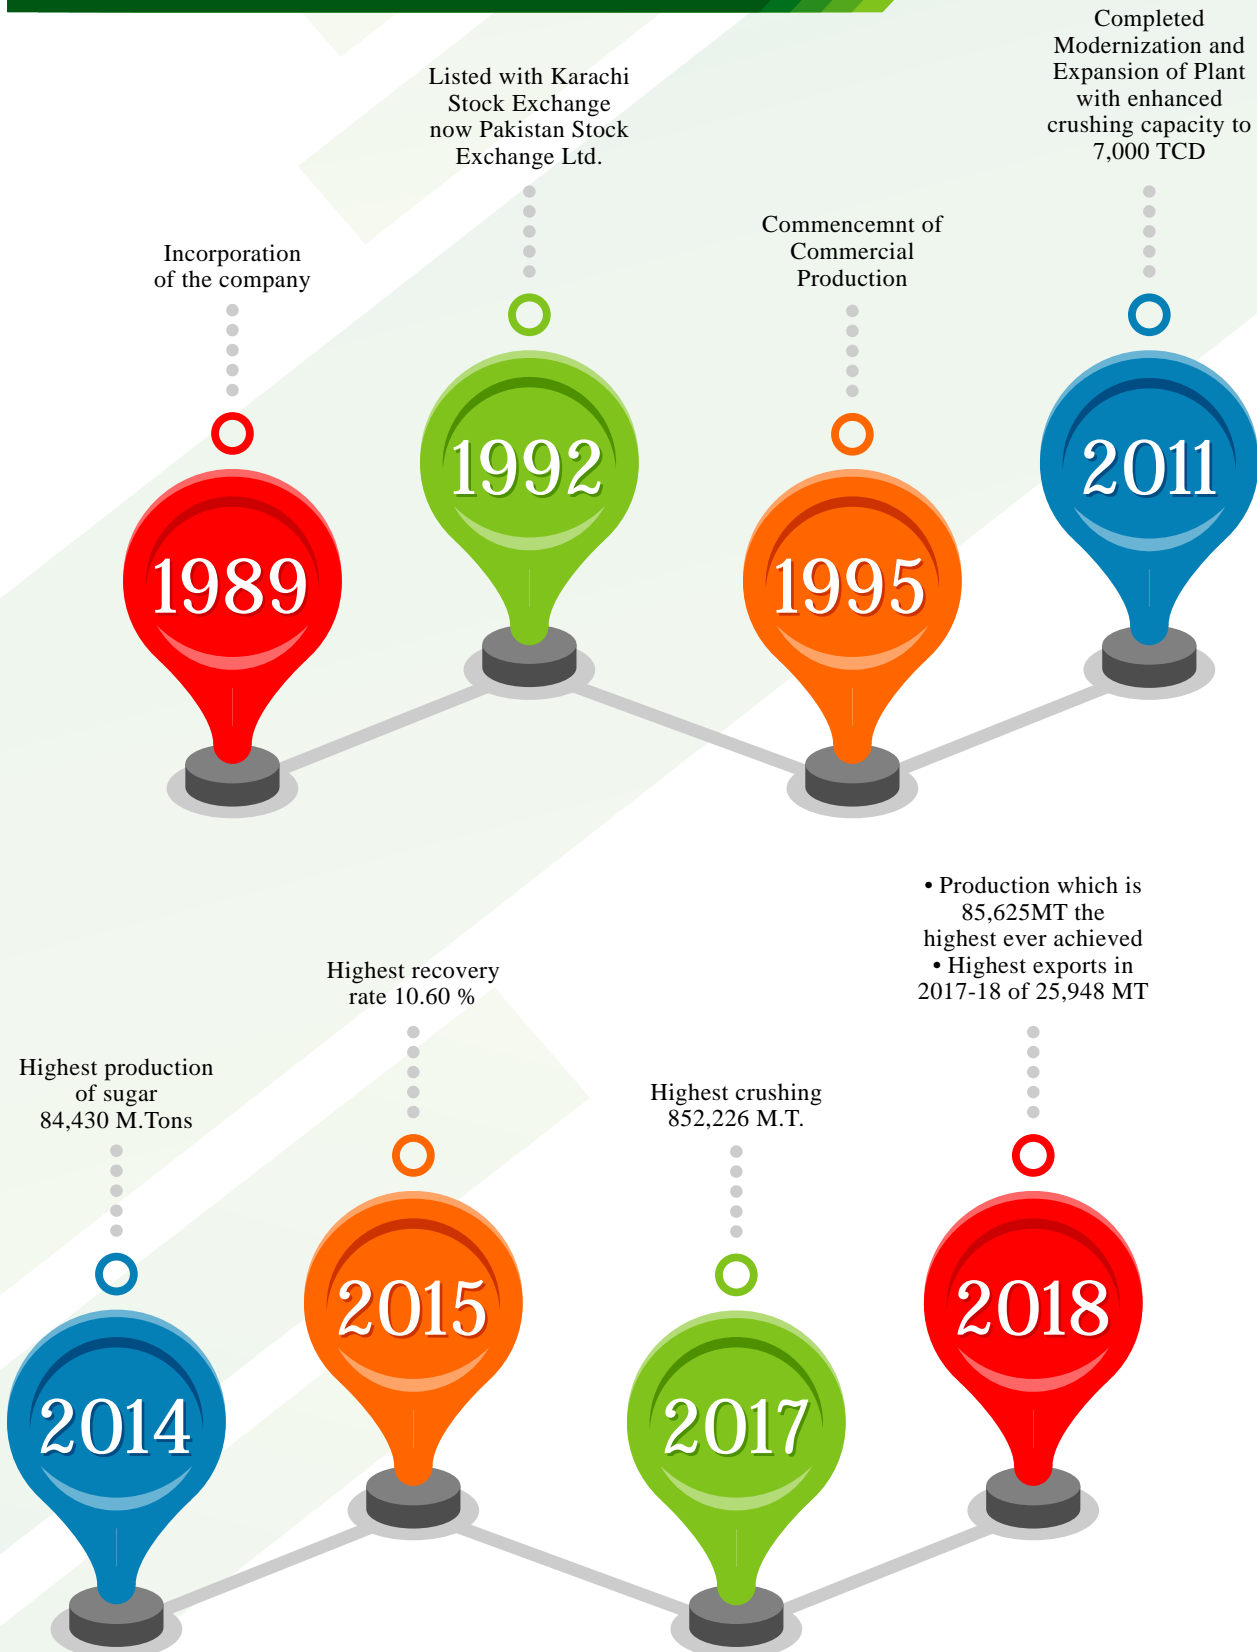 Incorporation
of the company
1989
Listed with Karachi
Stock Exchange
now Pakistan Stock
Exchange Ltd.
1992
Commencemnt of
Commercial
Production
1995
Completed
Modernization and
Expansion of Plant
with enhanced
crushing capacity to
7,000 TCD
2011
Highest production
of sugar
84,430 M.Tons
2014
Highest recovery
rate 10.60 %
2015
Highest crushing
852,226 M.T.
2017
• Production which is
85,625MT the
highest ever achieved
• Highest exports in
2017-18 of 25,948 MT
2018